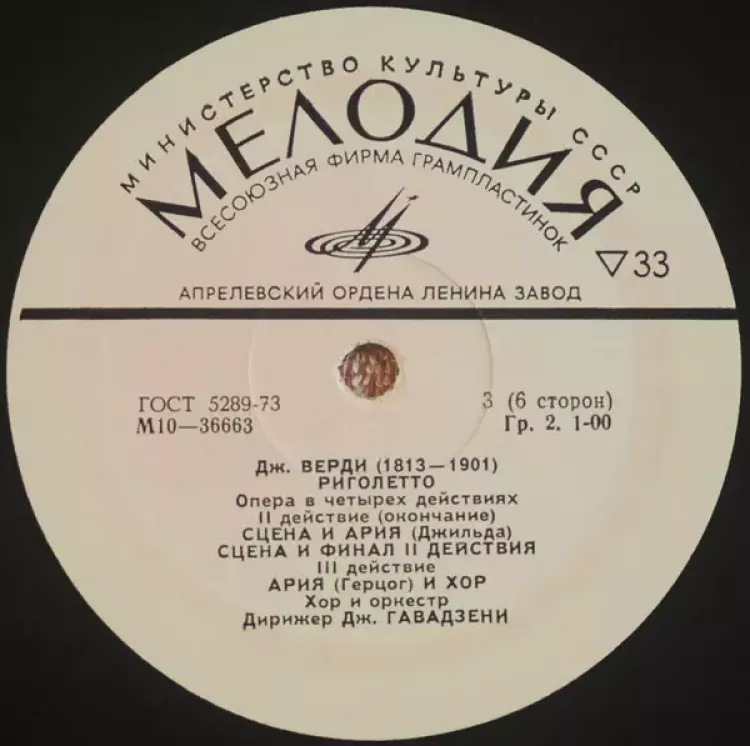 МИНИСТЕРСТВО КУЛЬТУРЫ СССР
МЕЛОДИЯ
ВСЕСОЮЗНАЯ ФИРМА ГРАМПЛАСТИНОК
▽33
АПРЕЛЕВСКИЙ ОРДЕНА ЛЕНИНА ЗАВОД
ГОСТ 5289-73
М10—36663
3 (6 сторон)
Гр. 2. 1-00
Дж. ВЕРДИ (1813—1901)
РИГОЛЕТТО
Опера в четырех действиях
II действие (окончание)
СЦЕНА И АРИЯ (Джильда)
СЦЕНА И ФИНАЛ II ДЕЙСТВИЯ
III действие
АРИЯ (Герцог) И ХОР
Хор и оркестр
Дирижер Дж. ГАВАДЗЕНИ